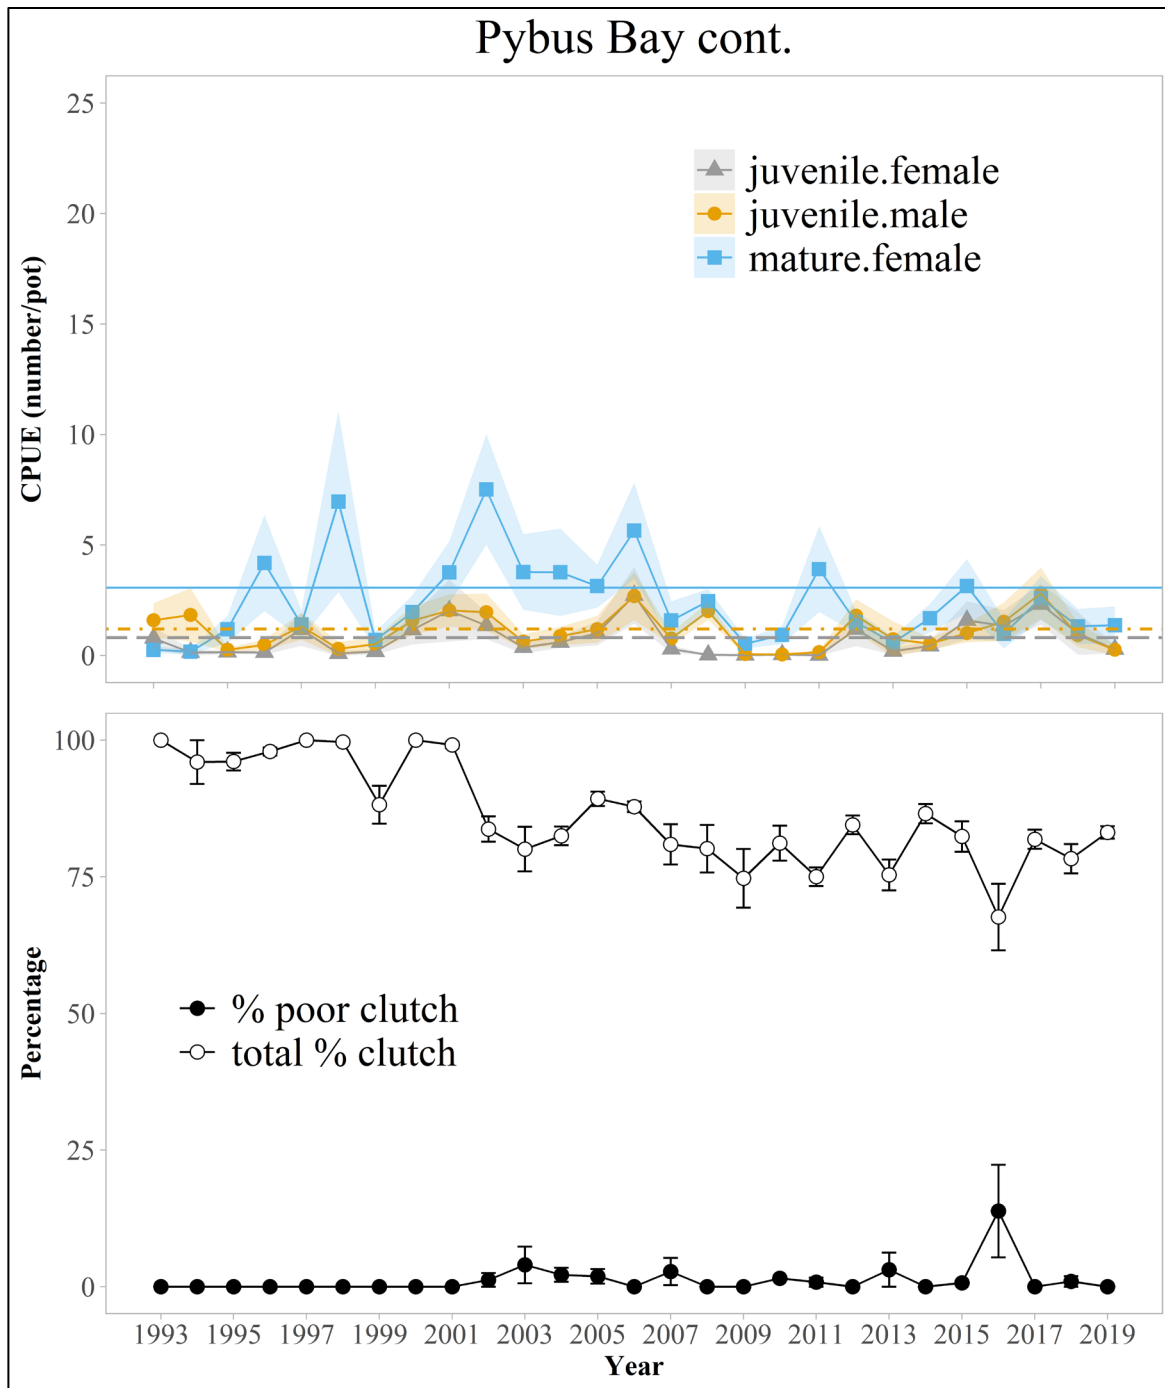 Pybus Bay cont.
CPUE (number/pot)
25
20
15
10
5
0
juvenile.female
juvenile.male
mature.female
Percentage
100
75
50
25
0
% poor clutch
total % clutch
1993 1995 1997 1999 2001 2003 2005 2007 2009 2011 2013 2015 2017 2019
Year